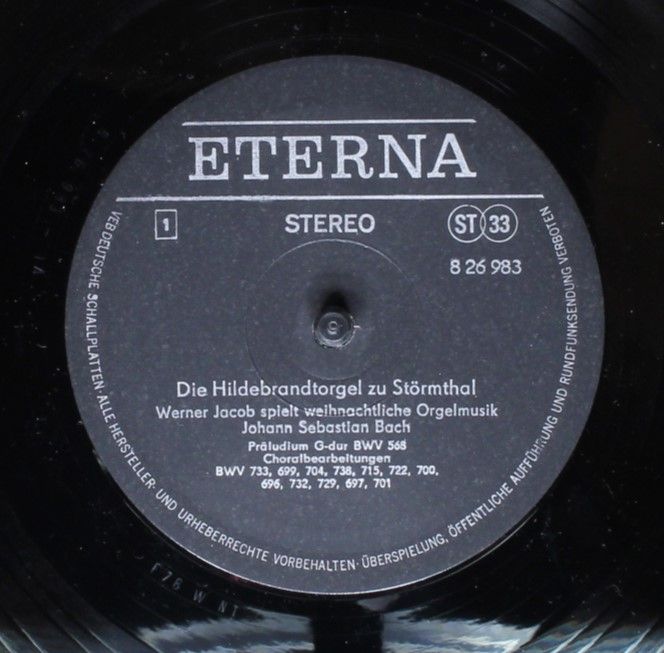 ETERNA
1
STEREO
ST 33
8 26 983
Die Hildebrandtorgel zu Störmthal
Werner Jacob spielt weihnachtliche Orgelmusik
Johann Sebastian Bach
Präludium G-dur BWV 568
Choralbearbeitungen
BWV 733, 699, 704, 738, 715, 722, 700,
696, 732, 729, 697, 701
VEB DEUTSCHE SCHALLPLATTEN · ALLE HERSTELLER- UND URHEBERRECHTE VORBEHALTEN · ÜBERSPIELUNG, ÖFFENTLICHE AUFFÜHRUNG UND RUNDFUNKSENDUNG VERBOTEN
F 76 W NT